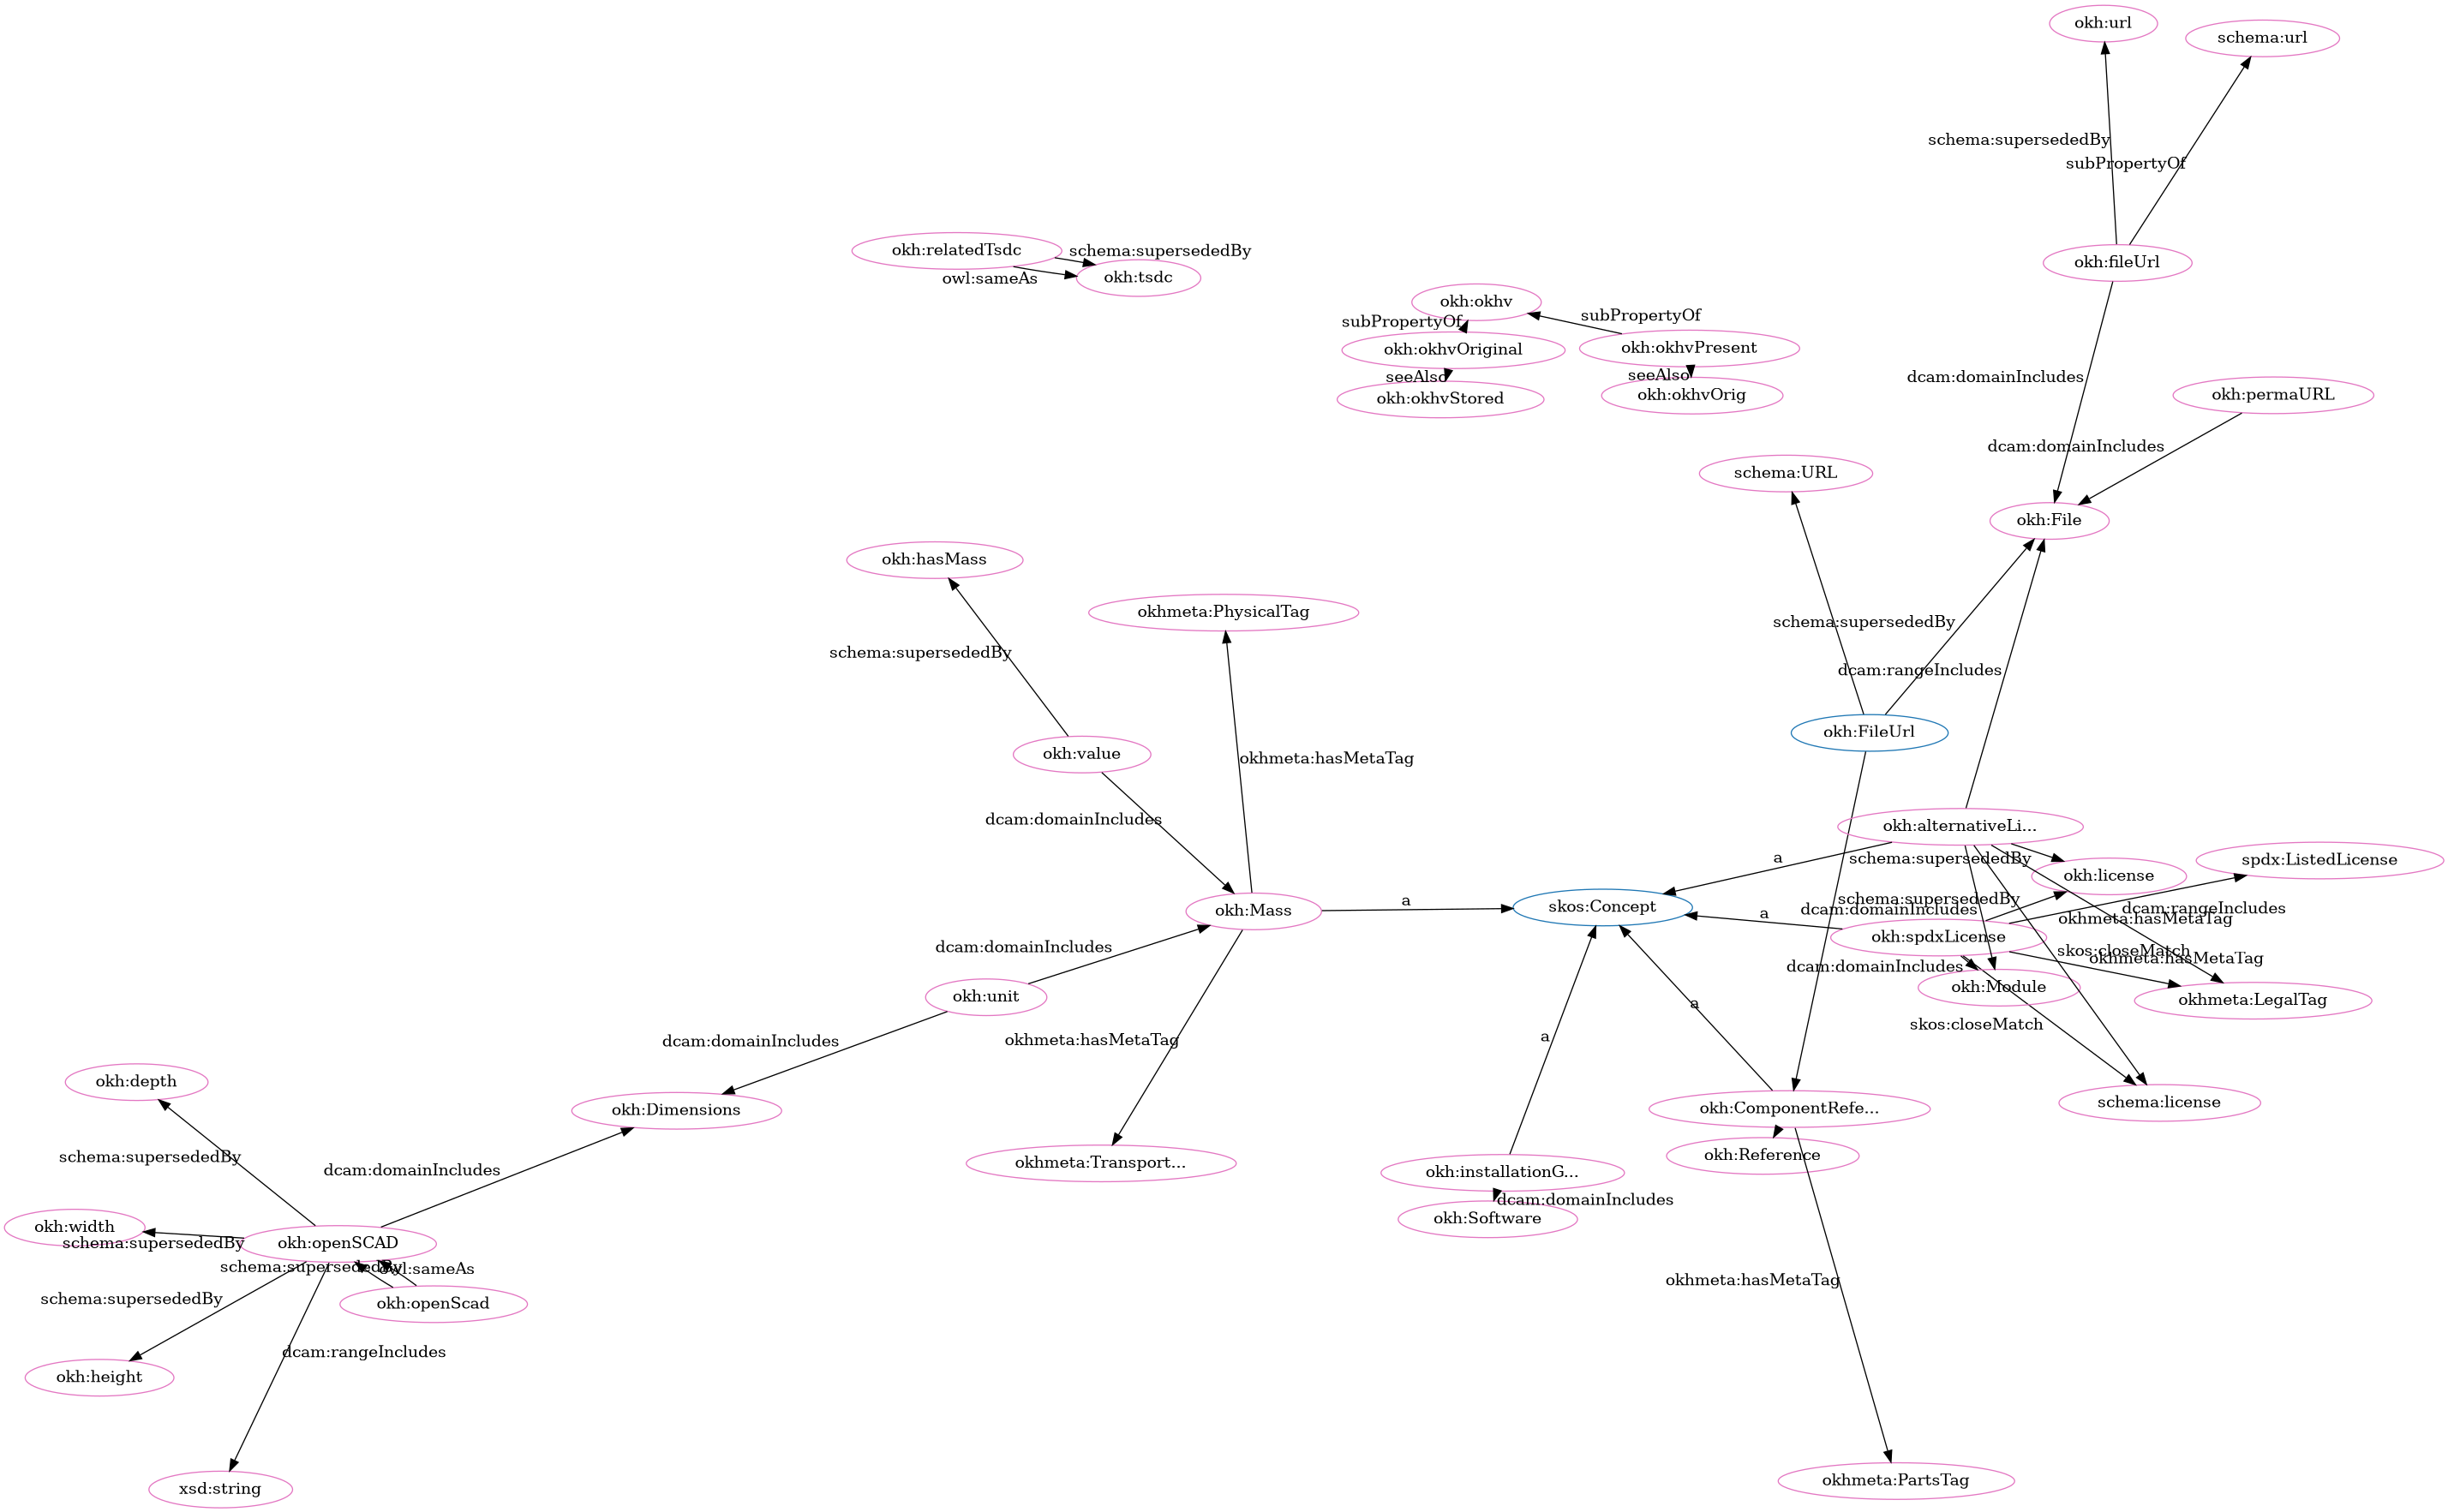 okh:url
schema:url
schema:supersededBy
subPropertyOf
okh:relatedTsdc
schema:supersededBy
okh:fileUrl
owl:sameAs
okh:tsdc
okh:okhv
subPropertyOf
subPropertyOf
okh:okhvOriginal
okh:okhvPresent
seeAlso
seeAlso
dcam:domainIncludes
okh:okhvStored
okh:okhvOrig
okh:permaURL
dcam:domainIncludes
schema:URL
okh:File
okh:hasMass
okhmeta:PhysicalTag
schema:supersededBy
schema:supersededBy
dcam:rangeIncludes
okh:FileUrl
okh:value
okhmeta:hasMetaTag
dcam:domainIncludes
okh:alternativeLi...
a
schema:supersededBy
spdx:ListedLicense
okh:license
schema:supersededBy
a
okh:Mass
skos:Concept
a
dcam:domainIncludes
dcam:rangeIncludes
okhmeta:hasMetaTag
okh:spdxLicense
dcam:domainIncludes
skos:closeMatch
okhmeta:hasMetaTag
dcam:domainIncludes
okh:unit
okh:Module
okhmeta:LegalTag
a
skos:closeMatch
dcam:domainIncludes
okhmeta:hasMetaTag
a
okh:depth
okh:Dimensions
okh:ComponentRefe...
schema:license
schema:supersededBy
dcam:domainIncludes
okhmeta:Transport...
okh:Reference
okh:installationG...
dcam:domainIncludes
okh:Software
okh:width
schema:supersededBy
okh:openSCAD
schema:supersededBy
owl:sameAs
schema:supersededBy
okh:openScad
okhmeta:hasMetaTag
dcam:rangeIncludes
okh:height
xsd:string
okhmeta:PartsTag